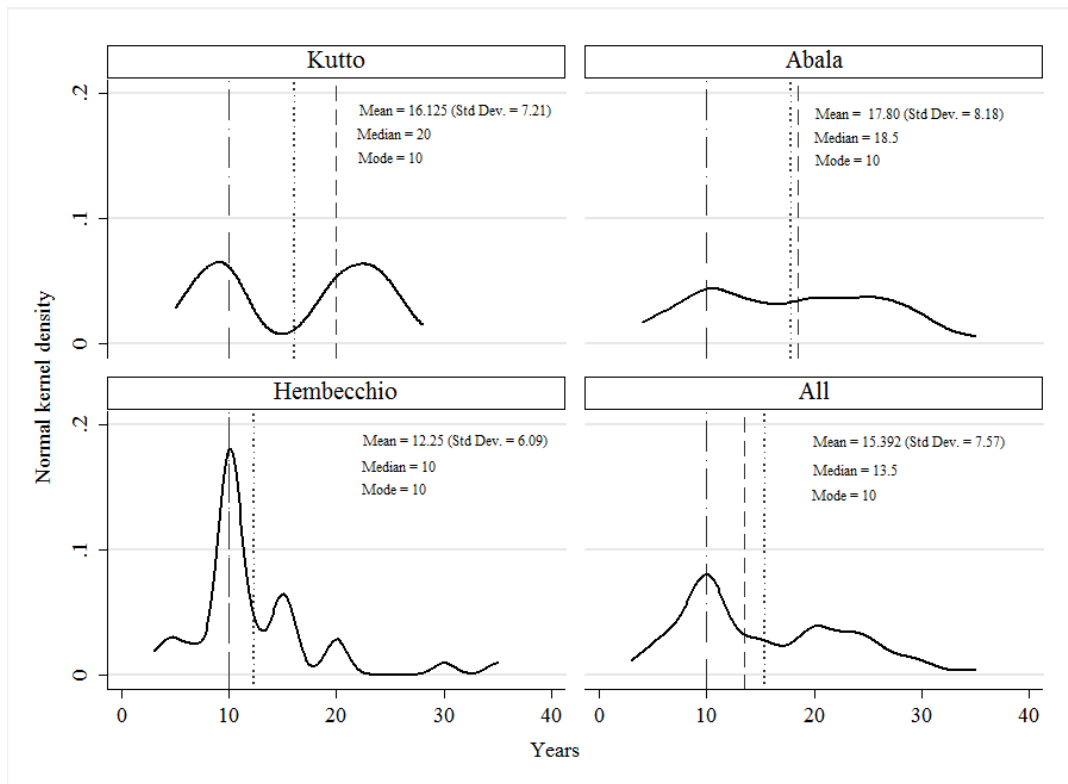 Kutto
Mean = 16.125 (Std Dev. = 7.21)
Median = 20
Mode = 10
Abala
Mean = 17.80 (Std Dev. = 8.18)
Median = 18.5
Mode = 10
Hembecchio
Mean = 12.25 (Std Dev. = 6.09)
Median = 10
Mode = 10
All
Mean = 15.392 (Std Dev. = 7.57)
Median = 13.5
Mode = 10
Normal kernel density
.2
.1
0
.2
.1
0
0 10 20 30 40
0 10 20 30 40
Years